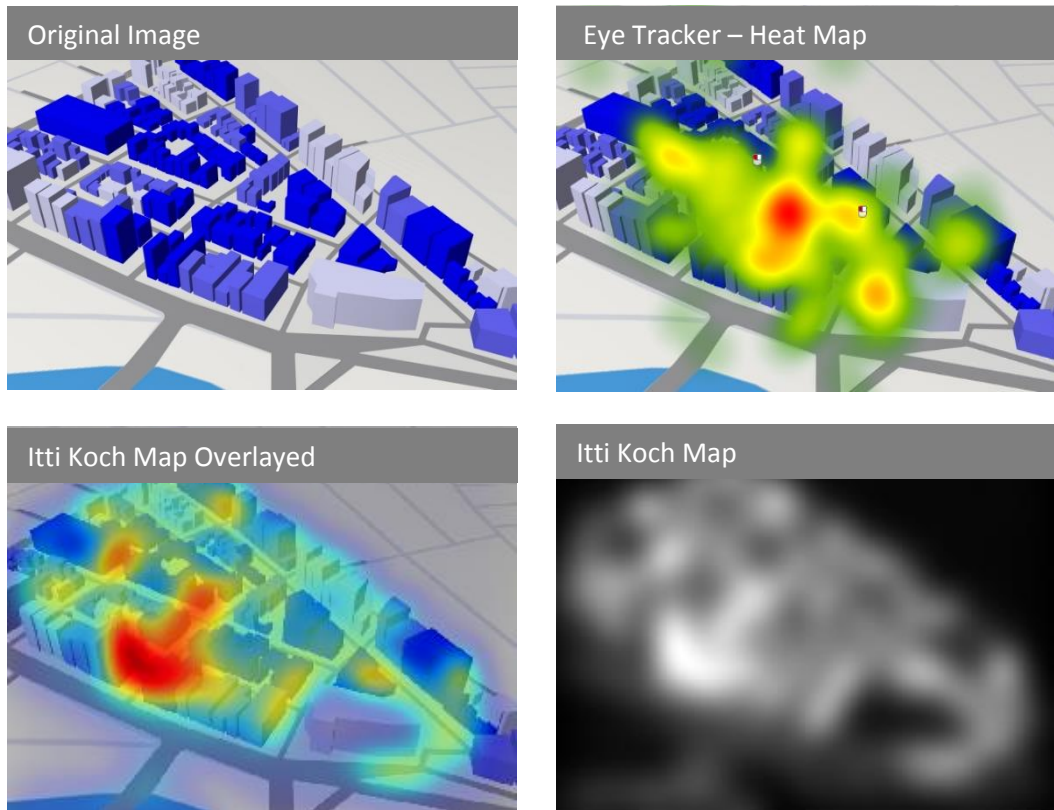 Original Image
Eye Tracker – Heat Map
Itti Koch Map Overlayed
Itti Koch Map